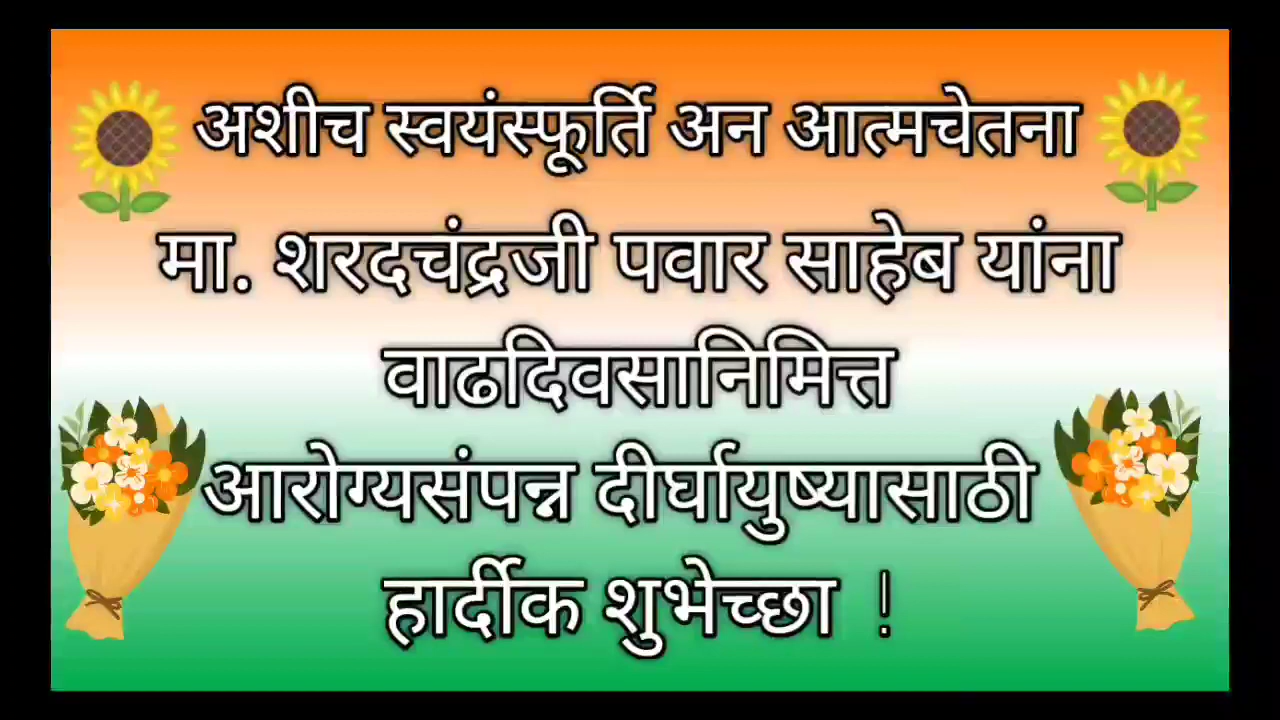 अशीच स्वयंस्फूर्ति अन आत्मचेतना
मा. शरदचंद्रजी पवार साहेब यांना
वाढदिवसानिमित्त
आरोग्यसंपन्न दीर्घायुष्यासाठी
हार्दीक शुभेच्छा !